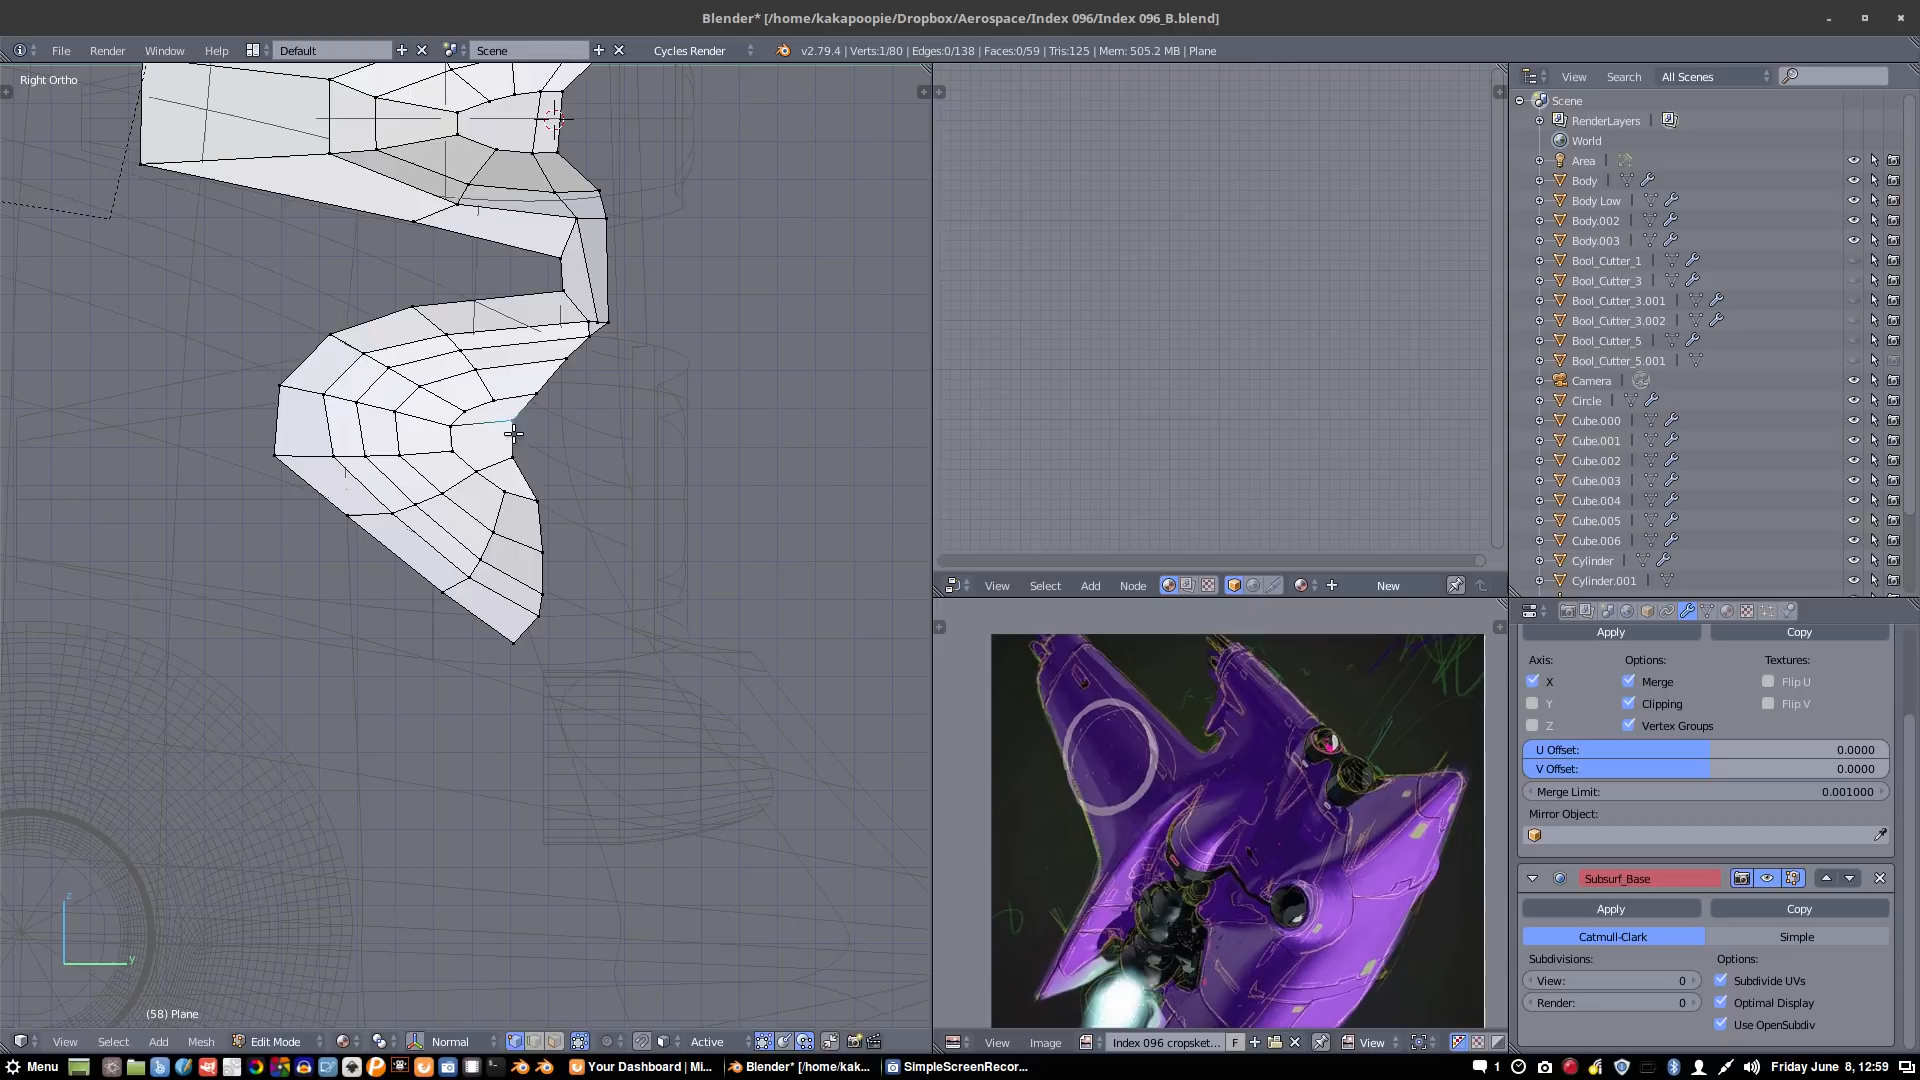 Blender* [/home/kakapoopie/Dropbox/Aerospace/Index 096/Index 096_B.blend]
File Render Window Help Default Scene Cycles Render v2.79.4 | Verts:1/80 | Edges:0/138 | Faces:0/59 | Tris:125 | Mem: 505.2 MB | Plane
Right Ortho
View Search All Scenes
Scene
RenderLayers
World
Area
Body
Body Low
Body.002
Body.003
Bool_Cutter_1
Bool_Cutter_3
Bool_Cutter_3.001
Bool_Cutter_3.002
Bool_Cutter_5
Bool_Cutter_5.001
Camera
Circle
Cube.000
Cube.001
Cube.002
Cube.003
Cube.004
Cube.005
Cube.006
Cylinder
Cylinder.001
View Select Add Node New
Apply Copy
Axis: Options: Textures:
X Merge Flip U
Y Clipping Flip V
Z Vertex Groups
U Offset: 0.0000
V Offset: 0.0000
Merge Limit: 0.001000
Mirror Object:
Subsurf_Base
Apply Copy
Catmull-Clark Simple
Subdivisions: Options:
View: 0 Subdivide UVs
Render: 0 Optimal Display
Use OpenSubdiv
z
y
(58) Plane
View Select Add Mesh Edit Mode Normal Active
View Image Index 096 cropsket... F View
Menu Your Dashboard | Mi... Blender* [/home/kak... SimpleScreenRecor... 1 Friday June 8, 12:59